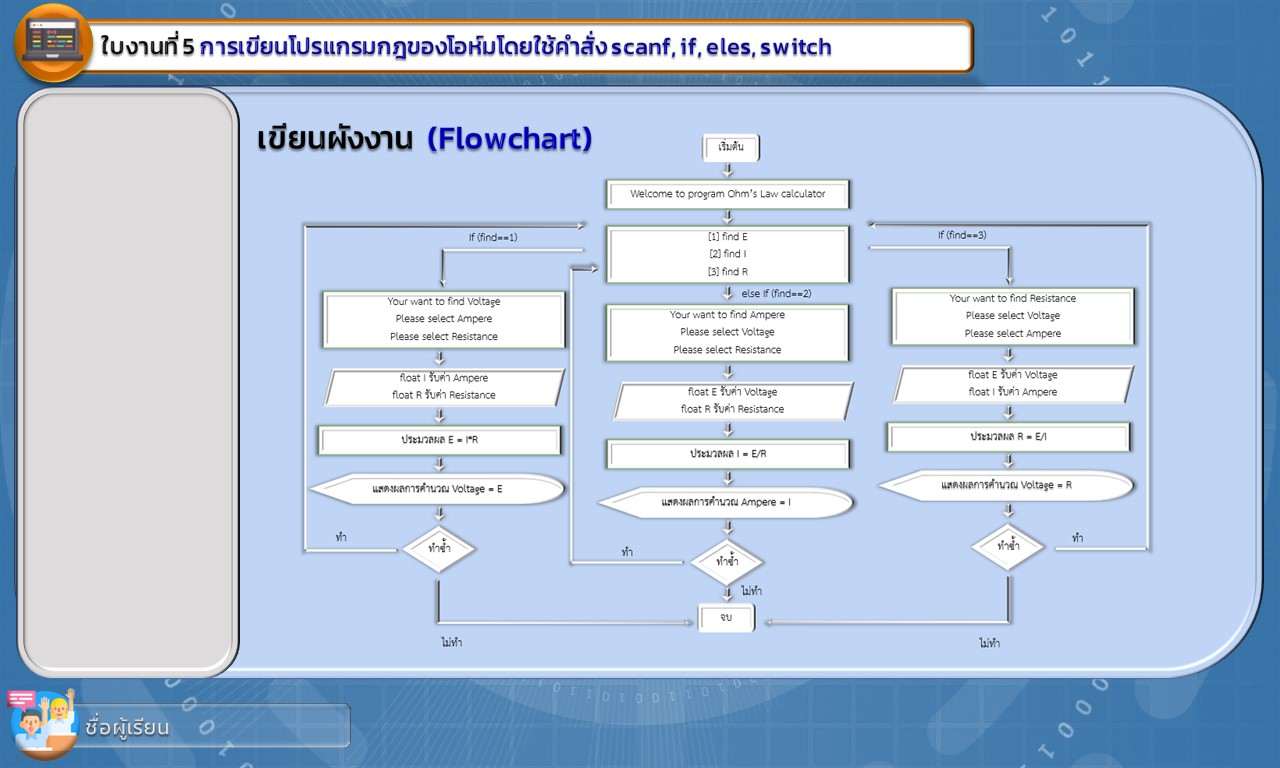 ใบงานที่ 5 การเขียนโปรแกรมกฎของโอห์มโดยใช้คำสั่ง scanf, if, eles, switch
เขียนผังงาน (Flowchart)
เริ่มต้น
Welcome to program Ohm's Law calculator
[1] find E
[2] find I
[3] find R
If (find==1)
Your want to find Voltage
Please select Ampere
Please select Resistance
float I รับค่า Ampere
float R รับค่า Resistance
ประมวลผล E = I*R
แสดงผลการคำนวณ Voltage = E
ทำซ้ำ
ทำ
ไม่ทำ
else If (find==2)
Your want to find Ampere
Please select Voltage
Please select Resistance
float E รับค่า Voltage
float R รับค่า Resistance
ประมวลผล I = E/R
แสดงผลการคำนวณ Ampere = I
ทำซ้ำ
ทำ
ไม่ทำ
If (find==3)
Your want to find Resistance
Please select Voltage
Please select Ampere
float E รับค่า Voltage
float I รับค่า Ampere
ประมวลผล R = E/I
แสดงผลการคำนวณ Voltage = R
ทำซ้ำ
ทำ
ไม่ทำ
จบ
ชื่อผู้เรียน